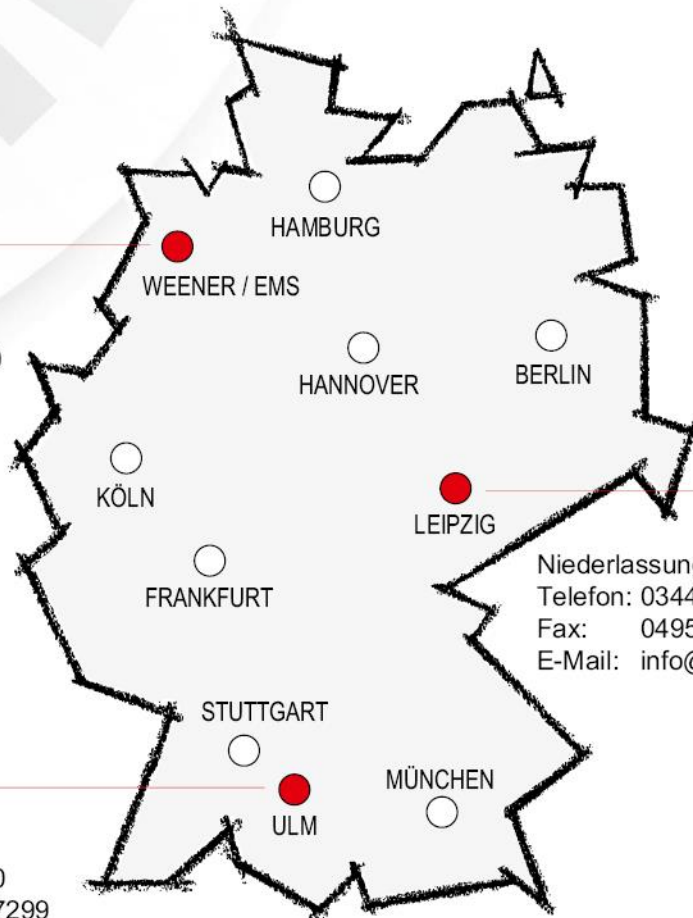 HAMBURG
WEENER / EMS
HANNOVER
BERLIN
KÖLN
LEIPZIG
FRANKFURT
Niederlassung
Telefon: 0344
Fax: 0495
E-Mail: info@
STUTTGART
MÜNCHEN
ULM
0
7299